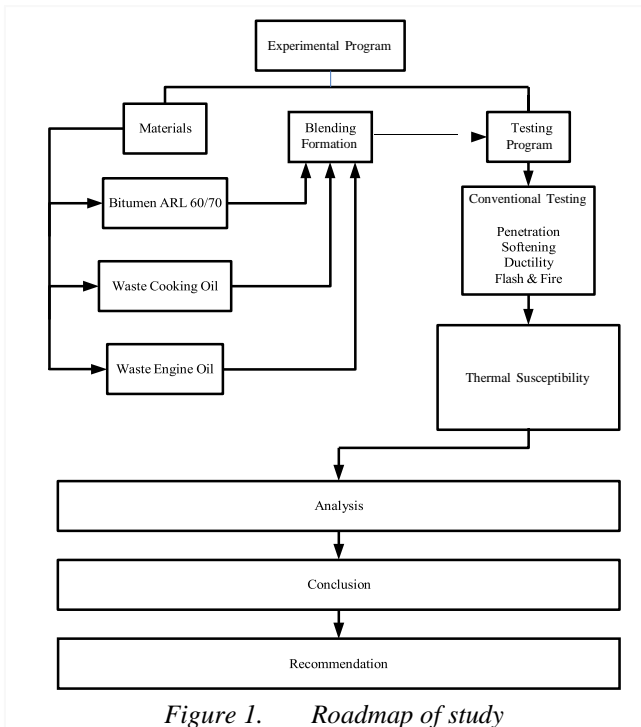 Experimental Program
Materials
Blending
Formation
Testing
Program
Bitumen ARL 60/70
Waste Cooking Oil
Waste Engine Oil
Conventional Testing
Penetration
Softening
Ductility
Flash & Fire
Thermal Susceptibility
Analysis
Conclusion
Recommendation
Figure 1. Roadmap of study